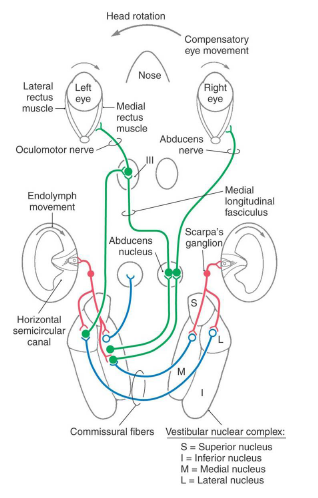 Head rotation
Compensatory
eye movement
Nose
Lateral
rectus
muscle
Left
eye
Medial
rectus
muscle
Right
eye
Oculomotor nerve
Abducens
nerve
III
Endolymph
movement
Medial
longitudinal
fasciculus
Abducens
nucleus
Scarpa's
ganglion
Horizontal
semicircular
canal
S
L
M
I
Commissural fibers
Vestibular nuclear complex:
S = Superior nucleus
I = Inferior nucleus
M = Medial nucleus
L = Lateral nucleus